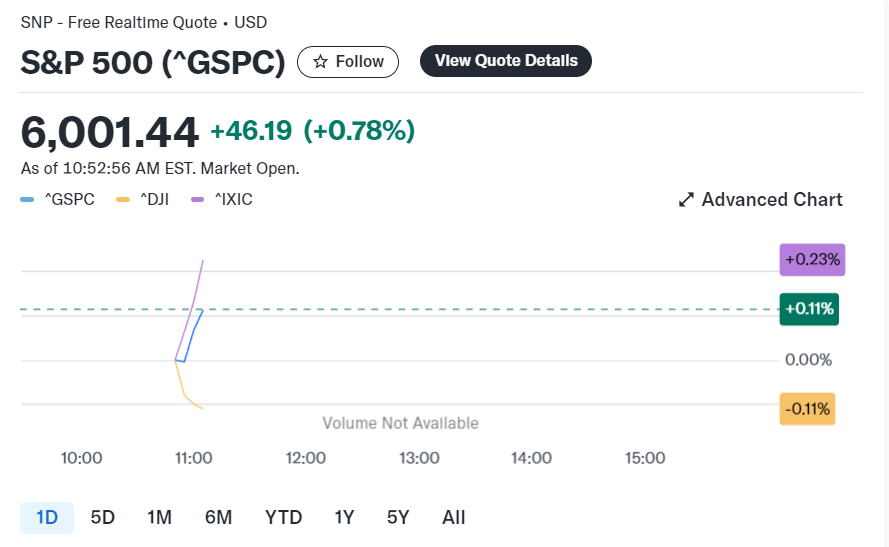 SNP - Free Realtime Quote • USD
S&P 500 (^GSPC) Follow View Quote Details
6,001.44 +46.19 (+0.78%)
As of 10:52:56 AM EST. Market Open.
^GSPC ^DJI ^IXIC Advanced Chart
+0.23%
+0.11%
0.00%
-0.11%
Volume Not Available
10:00 11:00 12:00 13:00 14:00 15:00
1D 5D 1M 6M YTD 1Y 5Y All